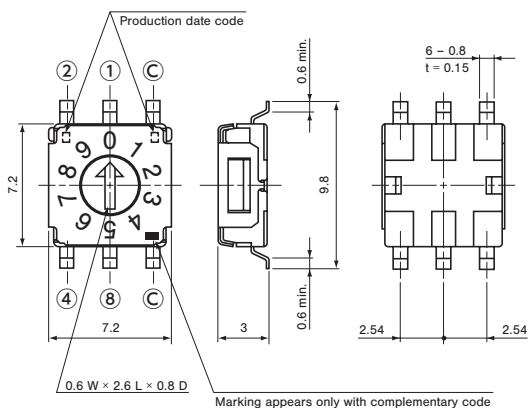 Production date code
② ① Ⓒ
0 1 2 3 4 5 6 7 8 9
7.2
④ ⑧ Ⓒ
7.2
0.6 W × 2.6 L × 0.8 D
0.6 min.
9.8
0.6 min.
3
Marking appears only with complementary code
6 – 0.8
t = 0.15
2.54
2.54